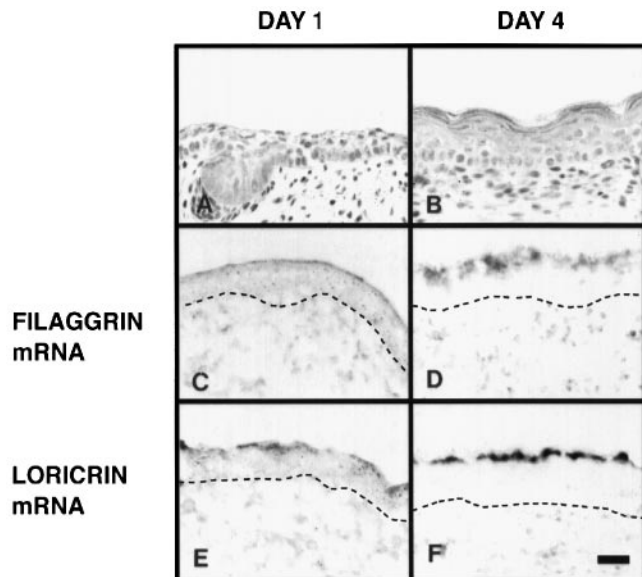 DAY 1
DAY 4
A
B
FILAGGRIN
mRNA
C
D
LORICRIN
mRNA
E
F